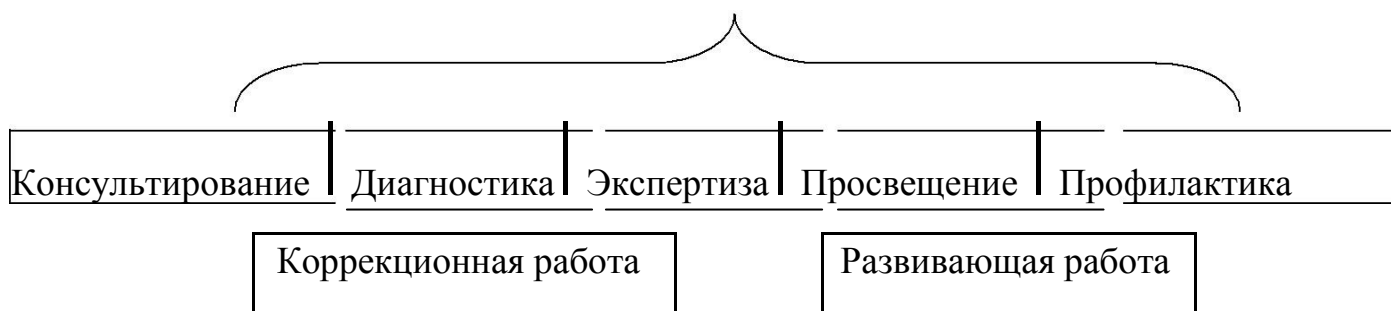 Консультирование Диагностика Экспертиза Просвещение Профилактика
Коррекционная работа Развивающая работа